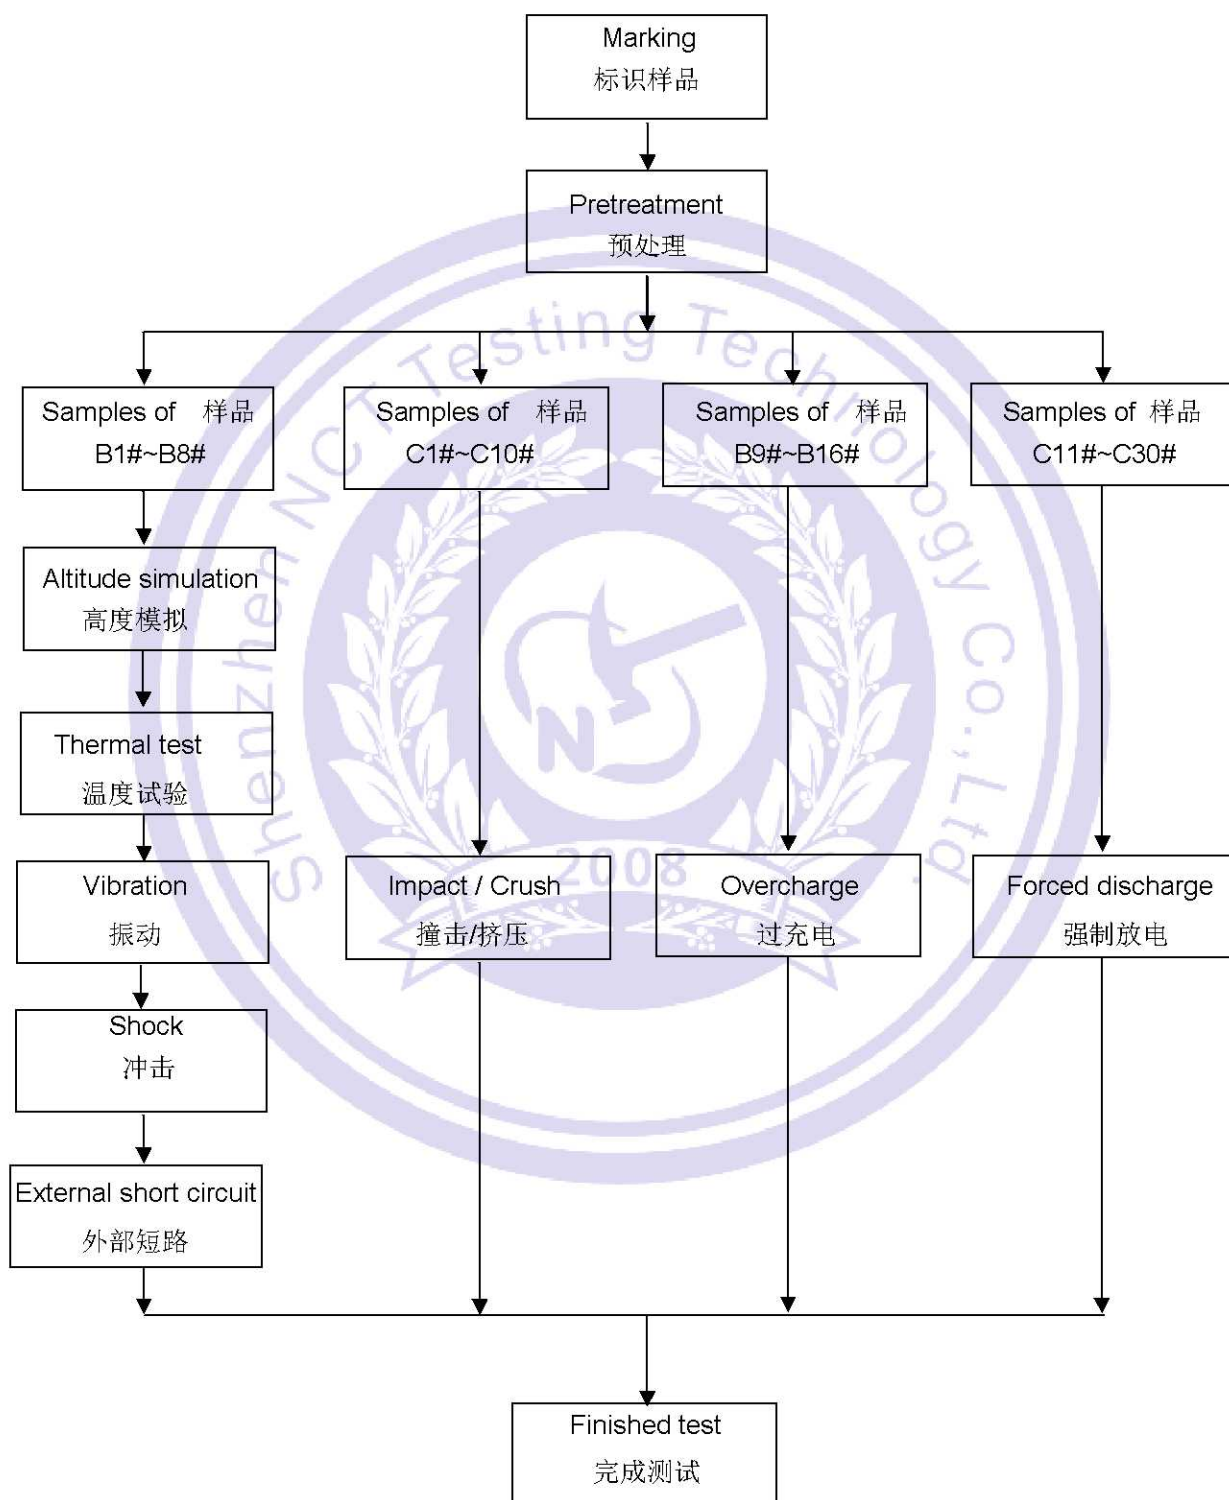 Marking
标识样品
Pretreatment
预处理
Samples of 样品
B1#~B8#
Samples of 样品
C1#~C10#
Samples of 样品
B9#~B16#
Samples of 样品
C11#~C30#
Altitude simulation
高度模拟
Thermal test
温度试验
Vibration
振动
Impact / Crush
撞击/挤压
Overcharge
过充电
Forced discharge
强制放电
Shock
冲击
External short circuit
外部短路
Finished test
完成测试
Shenzhen NCT Testing Technology Co.,Ltd.
N
2008